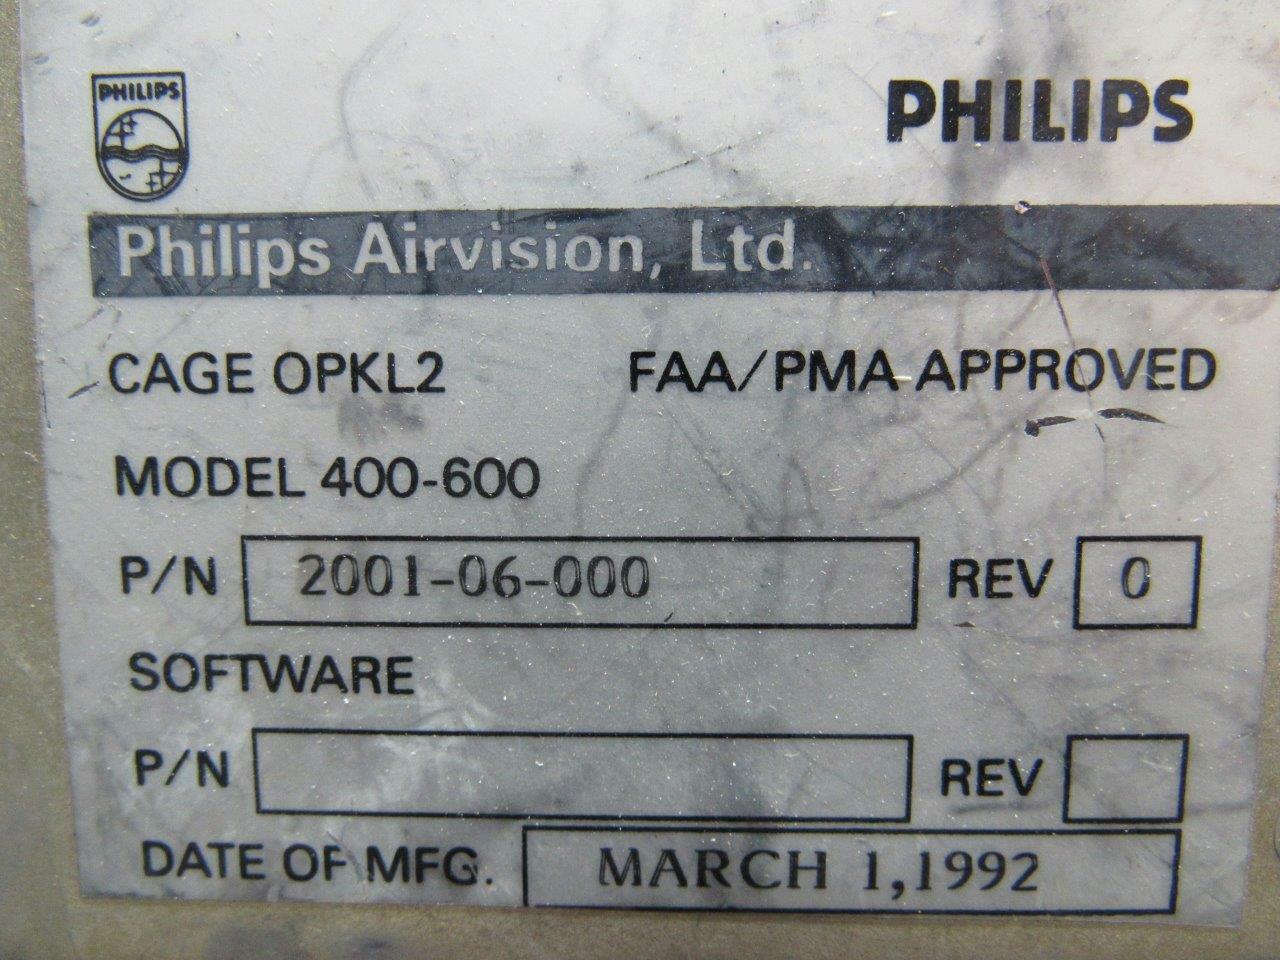 PHILIPS PHILIPS
Philips Airvision, Ltd.
CAGE OPKL2 FAA/PMA APPROVED
MODEL 400-600
P/N 2001-06-000 REV 0
SOFTWARE
P/N REV
DATE OF MFG. MARCH 1,1992